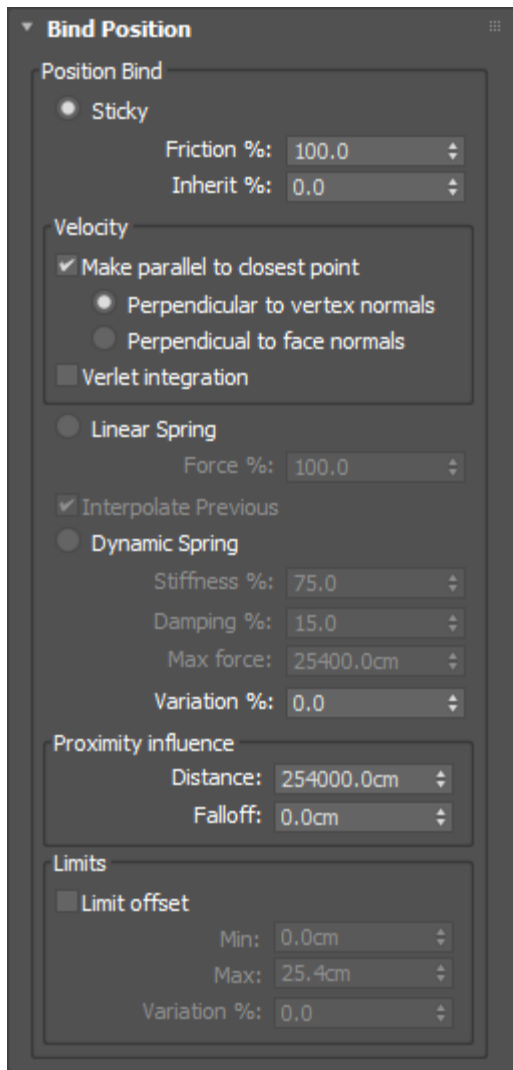 Bind Position
Position Bind
Sticky
Friction %: 100.0
Inherit %: 0.0
Velocity
Make parallel to closest point
Perpendicular to vertex normals
Perpendicual to face normals
Verlet integration
Linear Spring
Force %: 100.0
Interpolate Previous
Dynamic Spring
Stiffness %: 75.0
Damping %: 15.0
Max force: 25400.0cm
Variation %: 0.0
Proximity influence
Distance: 254000.0cm
Falloff: 0.0cm
Limits
Limit offset
Min: 0.0cm
Max: 25.4cm
Variation %: 0.0